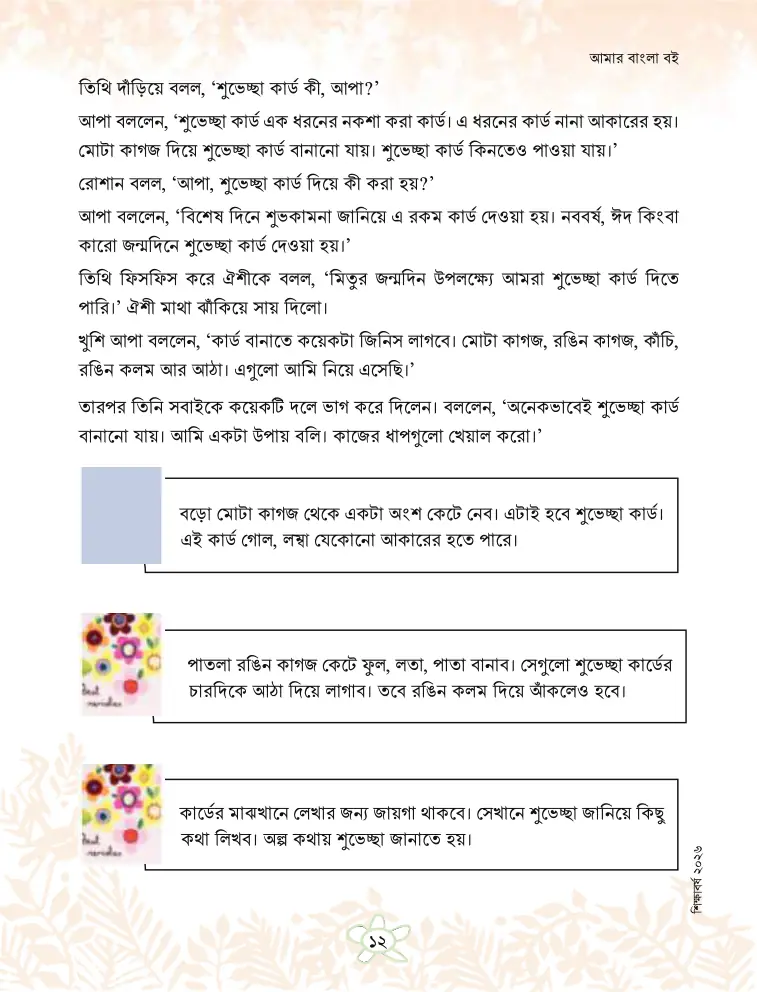 আমার বাংলা বই
তিথি দাঁড়িয়ে বলল, ‘শুভেচ্ছা কার্ড কী, আপা?’
আপা বললেন, ‘শুভেচ্ছা কার্ড এক ধরনের নকশা করা কার্ড। এ ধরনের কার্ড নানা আকারের হয়।
মোটা কাগজ দিয়ে শুভেচ্ছা কার্ড বানানো যায়। শুভেচ্ছা কার্ড কিনতেও পাওয়া যায়।’
রোশান বলল, ‘আপা, শুভেচ্ছা কার্ড দিয়ে কী করা হয়?’
আপা বললেন, ‘বিশেষ দিনে শুভকামনা জানিয়ে এ রকম কার্ড দেওয়া হয়। নববর্ষ, ঈদ কিংবা
কারো জন্মদিনে শুভেচ্ছা কার্ড দেওয়া হয়।’
তিথি ফিসফিস করে ঐশীকে বলল, ‘মিতুর জন্মদিন উপলক্ষ্যে আমরা শুভেচ্ছা কার্ড দিতে
পারি।’ ঐশী মাথা ঝাঁকিয়ে সায় দিলো।
খুশি আপা বললেন, ‘কার্ড বানাতে কয়েকটা জিনিস লাগবে। মোটা কাগজ, রঙিন কাগজ, কাঁচি,
রঙিন কলম আর আঠা। এগুলো আমি নিয়ে এসেছি।’
তারপর তিনি সবাইকে কয়েকটি দলে ভাগ করে দিলেন। বললেন, ‘অনেকভাবেই শুভেচ্ছা কার্ড
বানানো যায়। আমি একটা উপায় বলি। কাজের ধাপগুলো খেয়াল করো।’
বড়ো মোটা কাগজ থেকে একটা অংশ কেটে নেব। এটাই হবে শুভেচ্ছা কার্ড।
এই কার্ড গোল, লম্বা যেকোনো আকারের হতে পারে।
পাতলা রঙিন কাগজ কেটে ফুল, লতা, পাতা বানাব। সেগুলো শুভেচ্ছা কার্ডের
চারদিকে আঠা দিয়ে লাগাব। তবে রঙিন কলম দিয়ে আঁকলেও হবে।
কার্ডের মাঝখানে লেখার জন্য জায়গা থাকবে। সেখানে শুভেচ্ছা জানিয়ে কিছু
কথা লিখব। অল্প কথায় শুভেচ্ছা জানাতে হয়।
শিক্ষাবর্ষ ২০২৬
১২